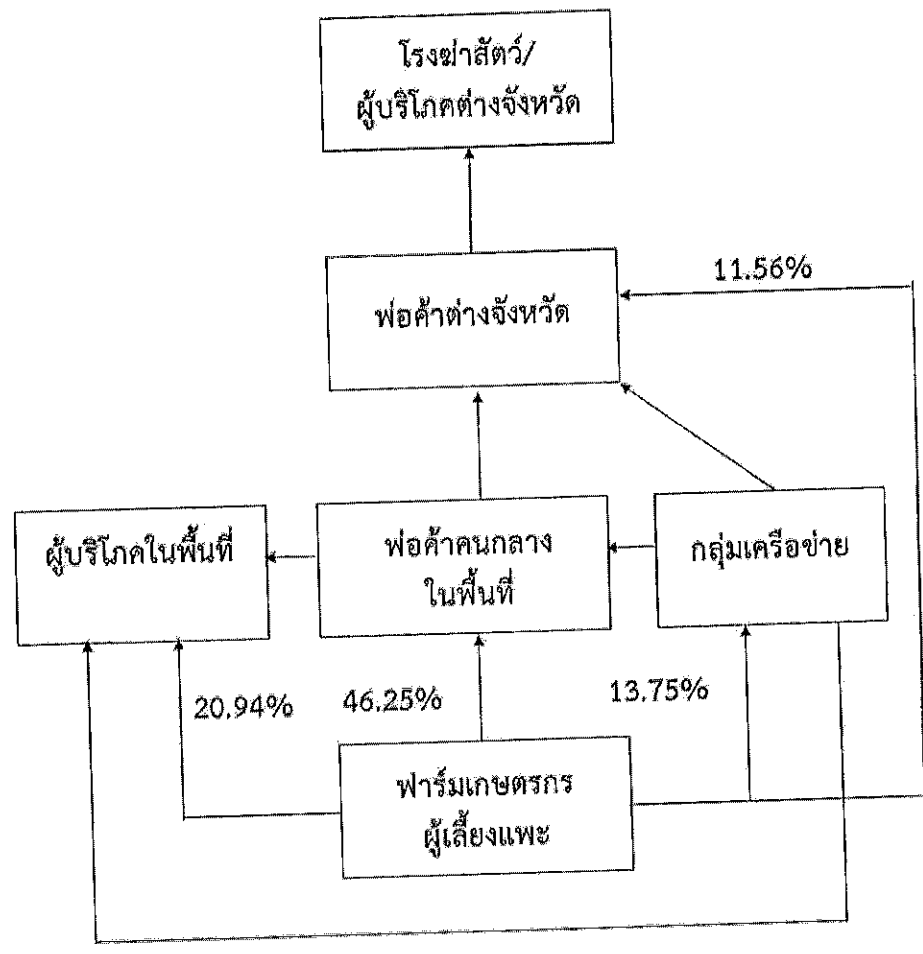 โรงฆ่าสัตว์/
ผู้บริโภคต่างจังหวัด
11.56%
พ่อค้าต่างจังหวัด
ผู้บริโภคในพื้นที่
พ่อค้าคนกลาง
ในพื้นที่
กลุ่มเครือข่าย
20.94%
46.25%
13.75%
ฟาร์มเกษตรกร
ผู้เลี้ยงแพะ